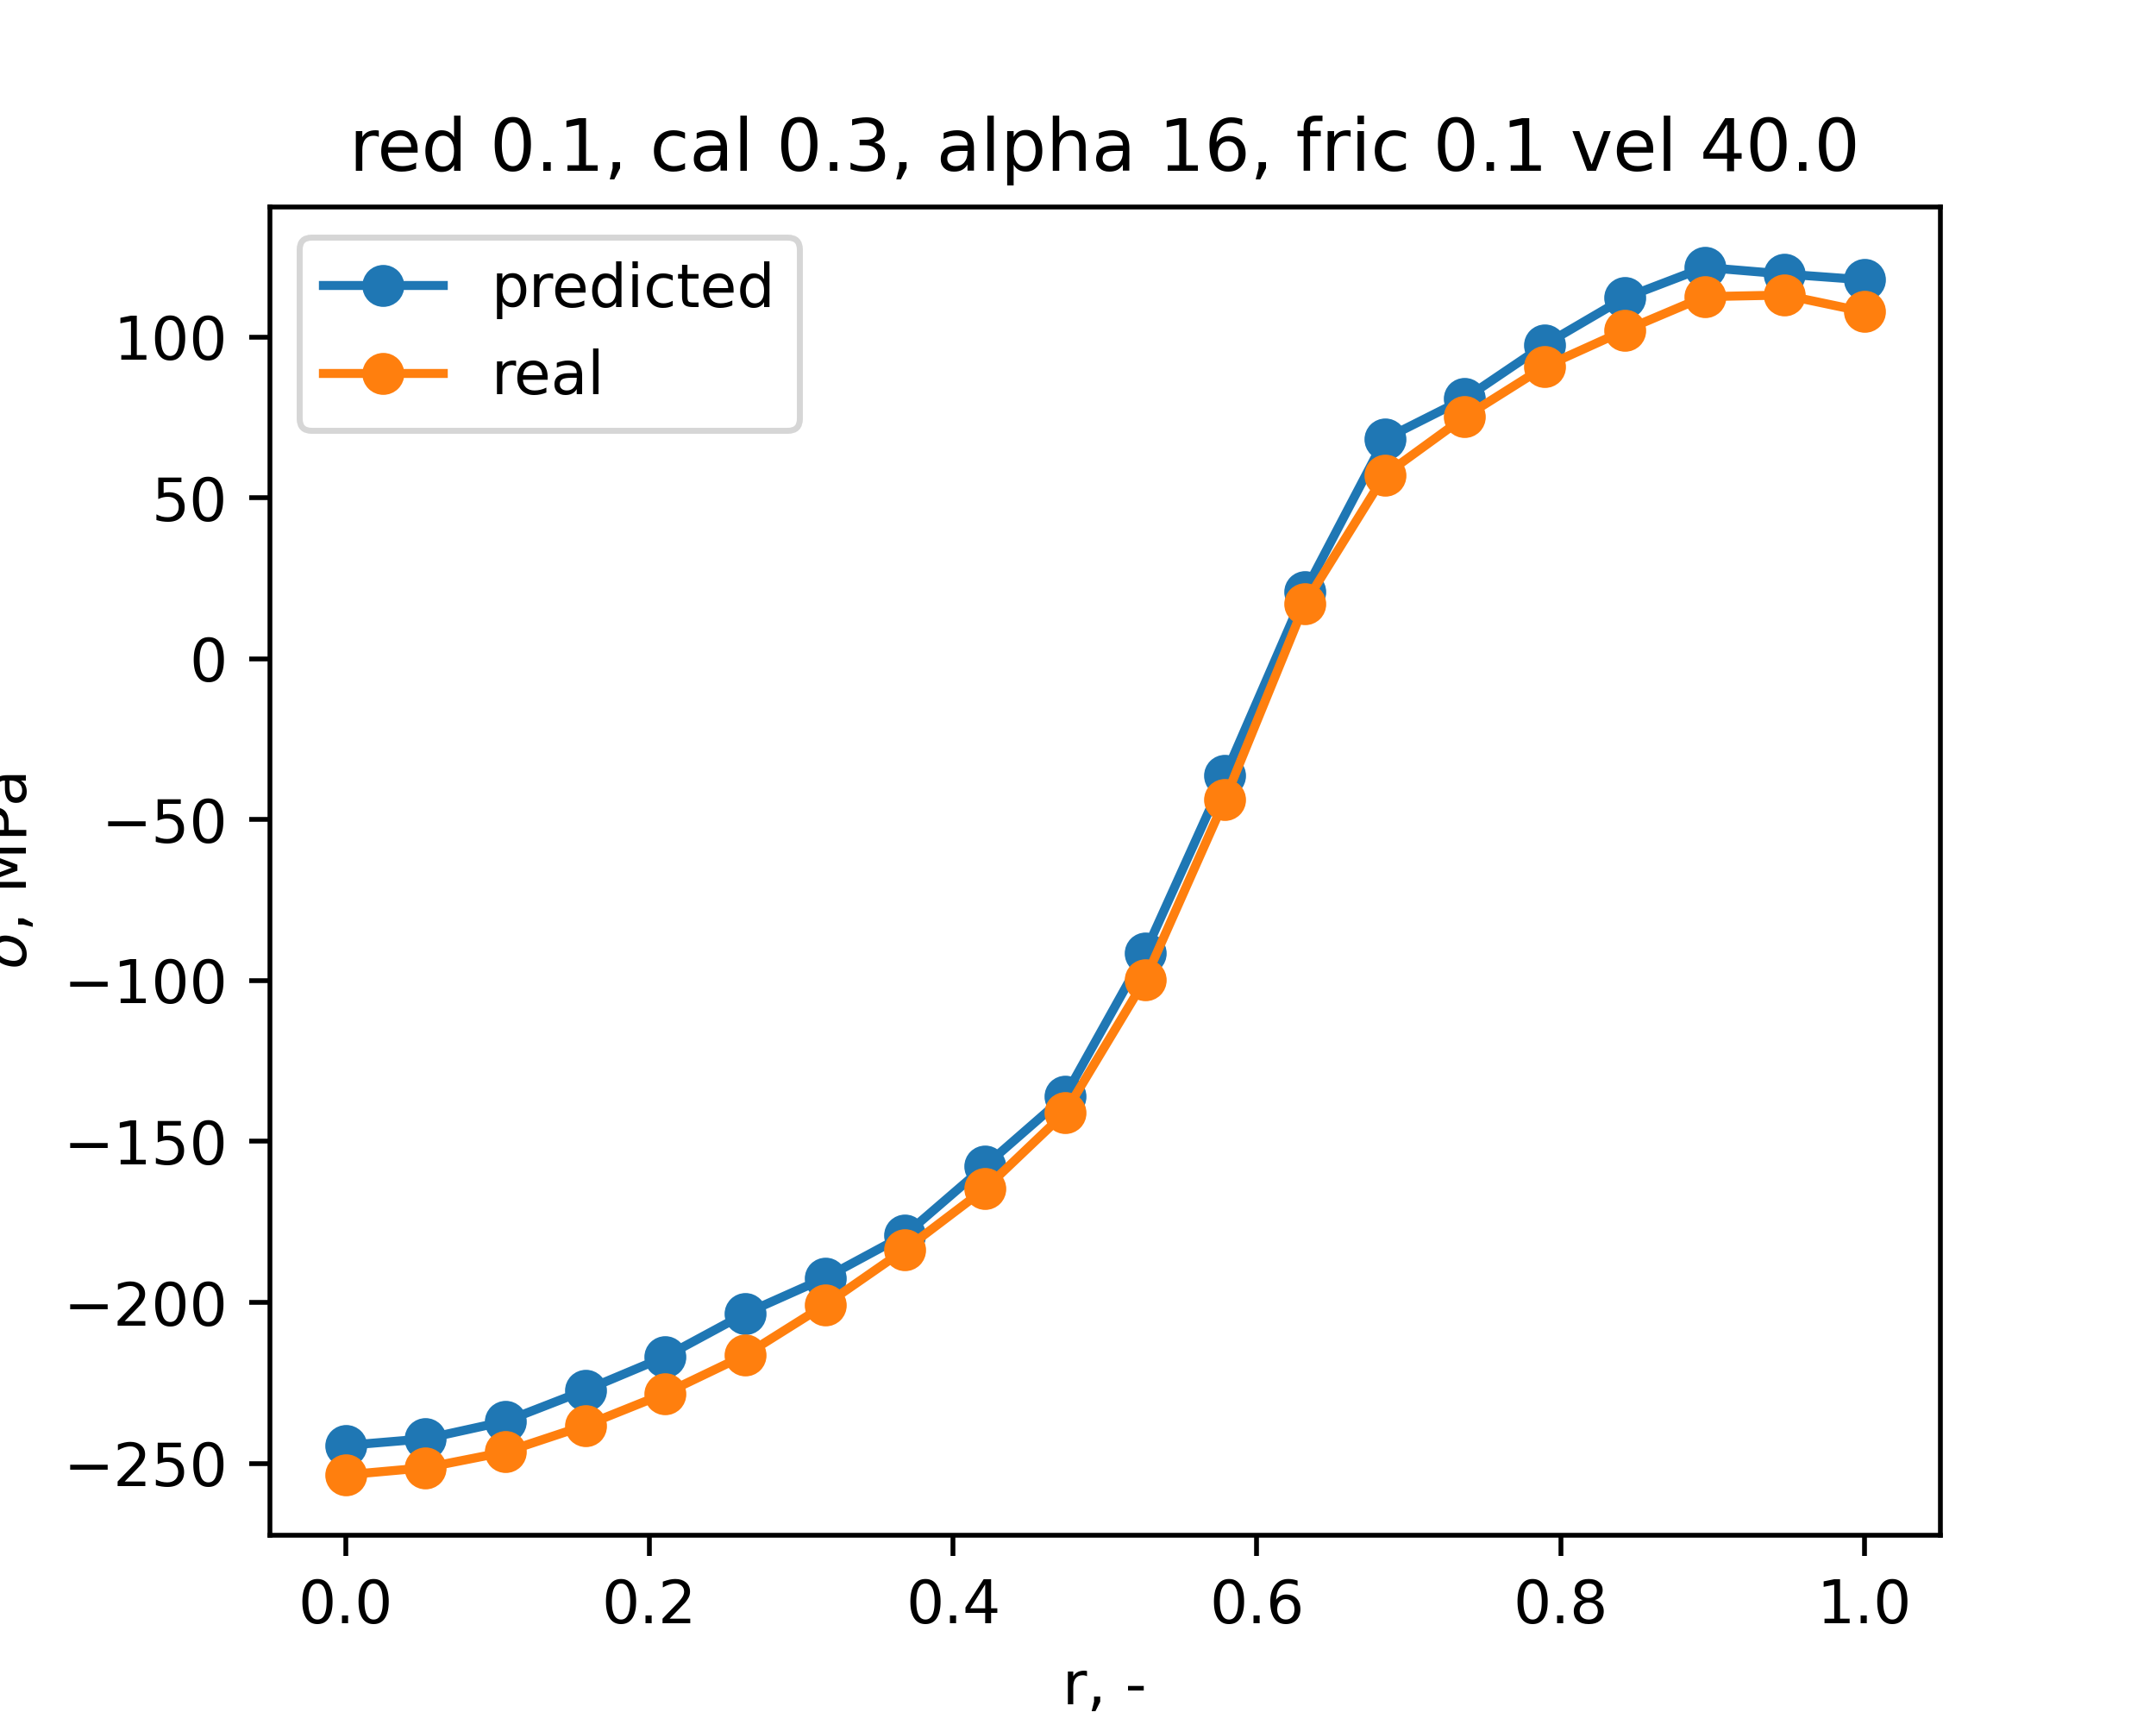 red 0.1, cal 0.3, alpha 16, fric 0.1 vel 40.0
predicted
real
100
50
0
−50
−100
−150
−200
−250
σ, MPa
0.0 0.2 0.4 0.6 0.8 1.0
r, -